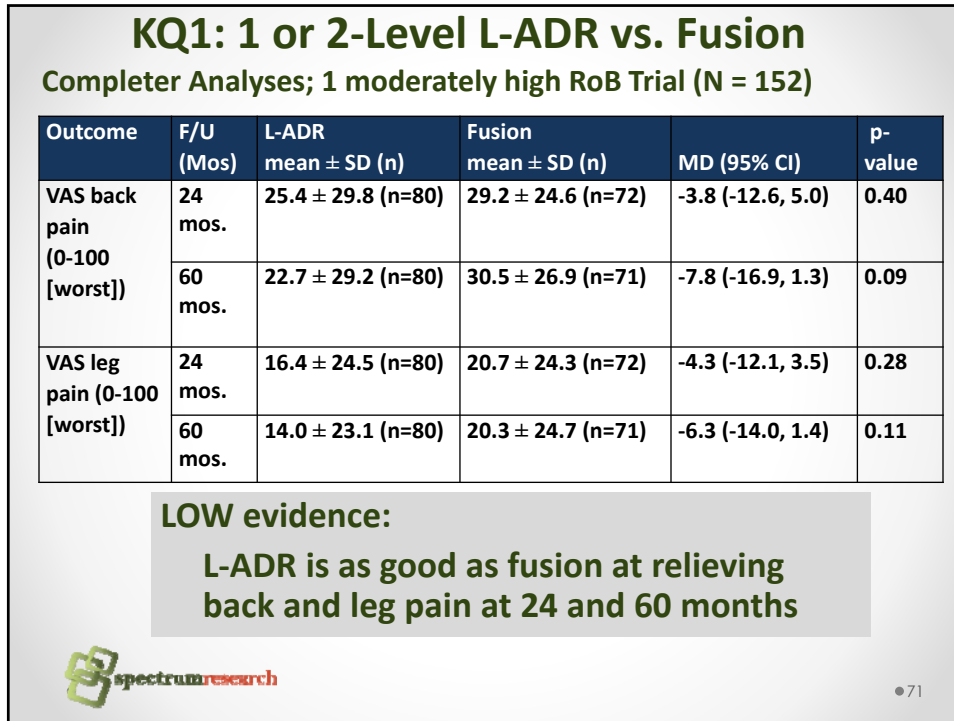 KQ1: 1 or 2-Level L-ADR vs. Fusion
Completer Analyses; 1 moderately high RoB Trial (N = 152)
Outcome F/U (Mos) L-ADR mean ± SD (n) Fusion mean ± SD (n) MD (95% CI) p-value
VAS back pain (0-100 [worst]) 24 mos. 25.4 ± 29.8 (n=80) 29.2 ± 24.6 (n=72) -3.8 (-12.6, 5.0) 0.40
60 mos. 22.7 ± 29.2 (n=80) 30.5 ± 26.9 (n=71) -7.8 (-16.9, 1.3) 0.09
VAS leg pain (0-100 [worst]) 24 mos. 16.4 ± 24.5 (n=80) 20.7 ± 24.3 (n=72) -4.3 (-12.1, 3.5) 0.28
60 mos. 14.0 ± 23.1 (n=80) 20.3 ± 24.7 (n=71) -6.3 (-14.0, 1.4) 0.11
LOW evidence:
L-ADR is as good as fusion at relieving
back and leg pain at 24 and 60 months
spectrumresearch
●71